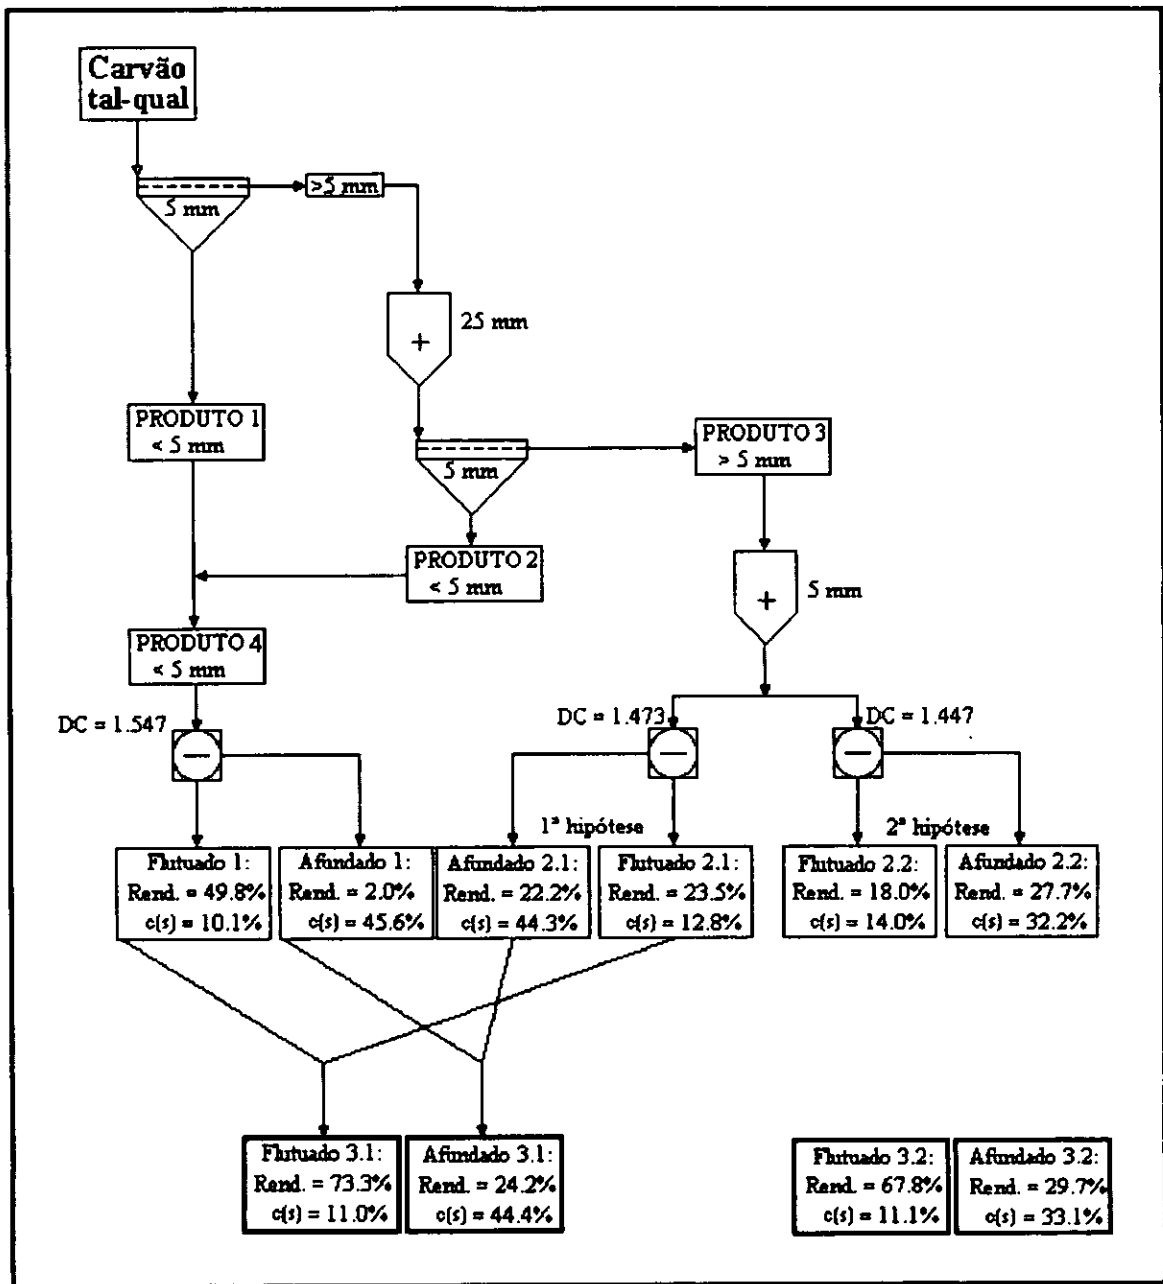 Carvão
tal-qual
>5 mm
5 mm
25 mm
+
PRODUTO 1
< 5 mm
PRODUTO 3
> 5 mm
5 mm
PRODUTO 2
< 5 mm
5 mm
+
PRODUTO 4
< 5 mm
DC = 1.547
DC = 1.473
DC = 1.447
1ª hipótese
2ª hipótese
Flutuado 1:
Rend. = 49.8%
c(s) = 10.1%
Afundado 1:
Rend. = 2.0%
c(s) = 45.6%
Afundado 2.1:
Rend. = 22.2%
c(s) = 44.3%
Flutuado 2.1:
Rend. = 23.5%
c(s) = 12.8%
Flutuado 2.2:
Rend. = 18.0%
c(s) = 14.0%
Afundado 2.2:
Rend. = 27.7%
c(s) = 32.2%
Flutuado 3.1:
Rend. = 73.3%
c(s) = 11.0%
Afundado 3.1:
Rend. = 24.2%
c(s) = 44.4%
Flutuado 3.2:
Rend. = 67.8%
c(s) = 11.1%
Afundado 3.2:
Rend. = 29.7%
c(s) = 33.1%